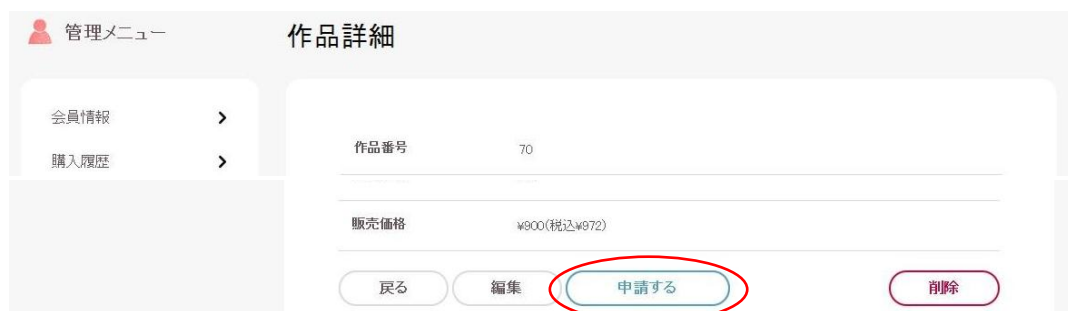 管理メニュー
作品詳細
会員情報
購入履歴
作品番号 70
販売価格 ¥900(税込¥972)
戻る 編集 申請する 削除